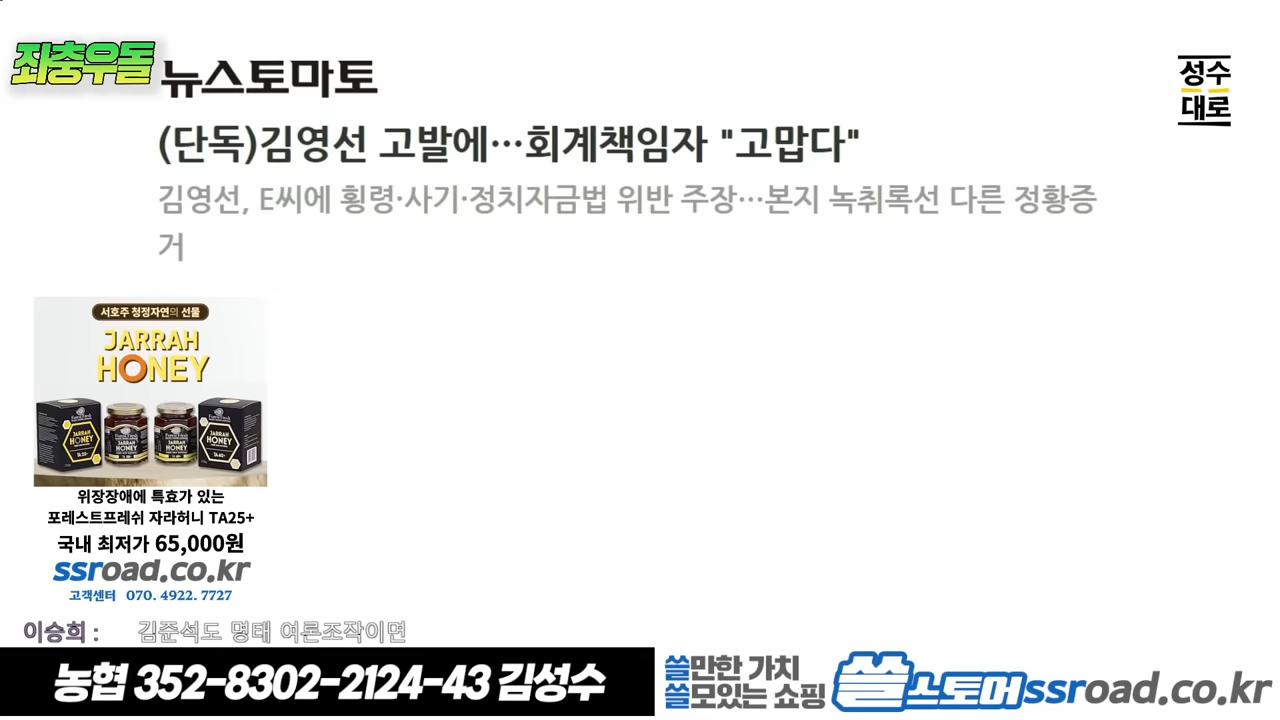 좌충우돌
뉴스토마토
성수
대로
(단독)김영선 고발에…회계책임자 "고맙다"
김영선, E씨에 횡령·사기·정치자금법 위반 주장…본지 녹취록선 다른 정황증
거
서호주 청정자연의 선물
JARRAH
HONEY
JARRAH
HONEY
JARRAH
HONEY
JARRAH
HONEY
JARRAH
HONEY
위장장애에 특효가 있는
포레스트프레쉬 자라허니 TA25+
국내 최저가 65,000원
ssroad.co.kr
고객센터 070. 4922. 7727
이승희 : 김준석도 명태 여론조작이면
농협 352-8302-2124-43 김성수
쓸만한 가치
쓸모있는 쇼핑
쓸스토어ssroad.co.kr